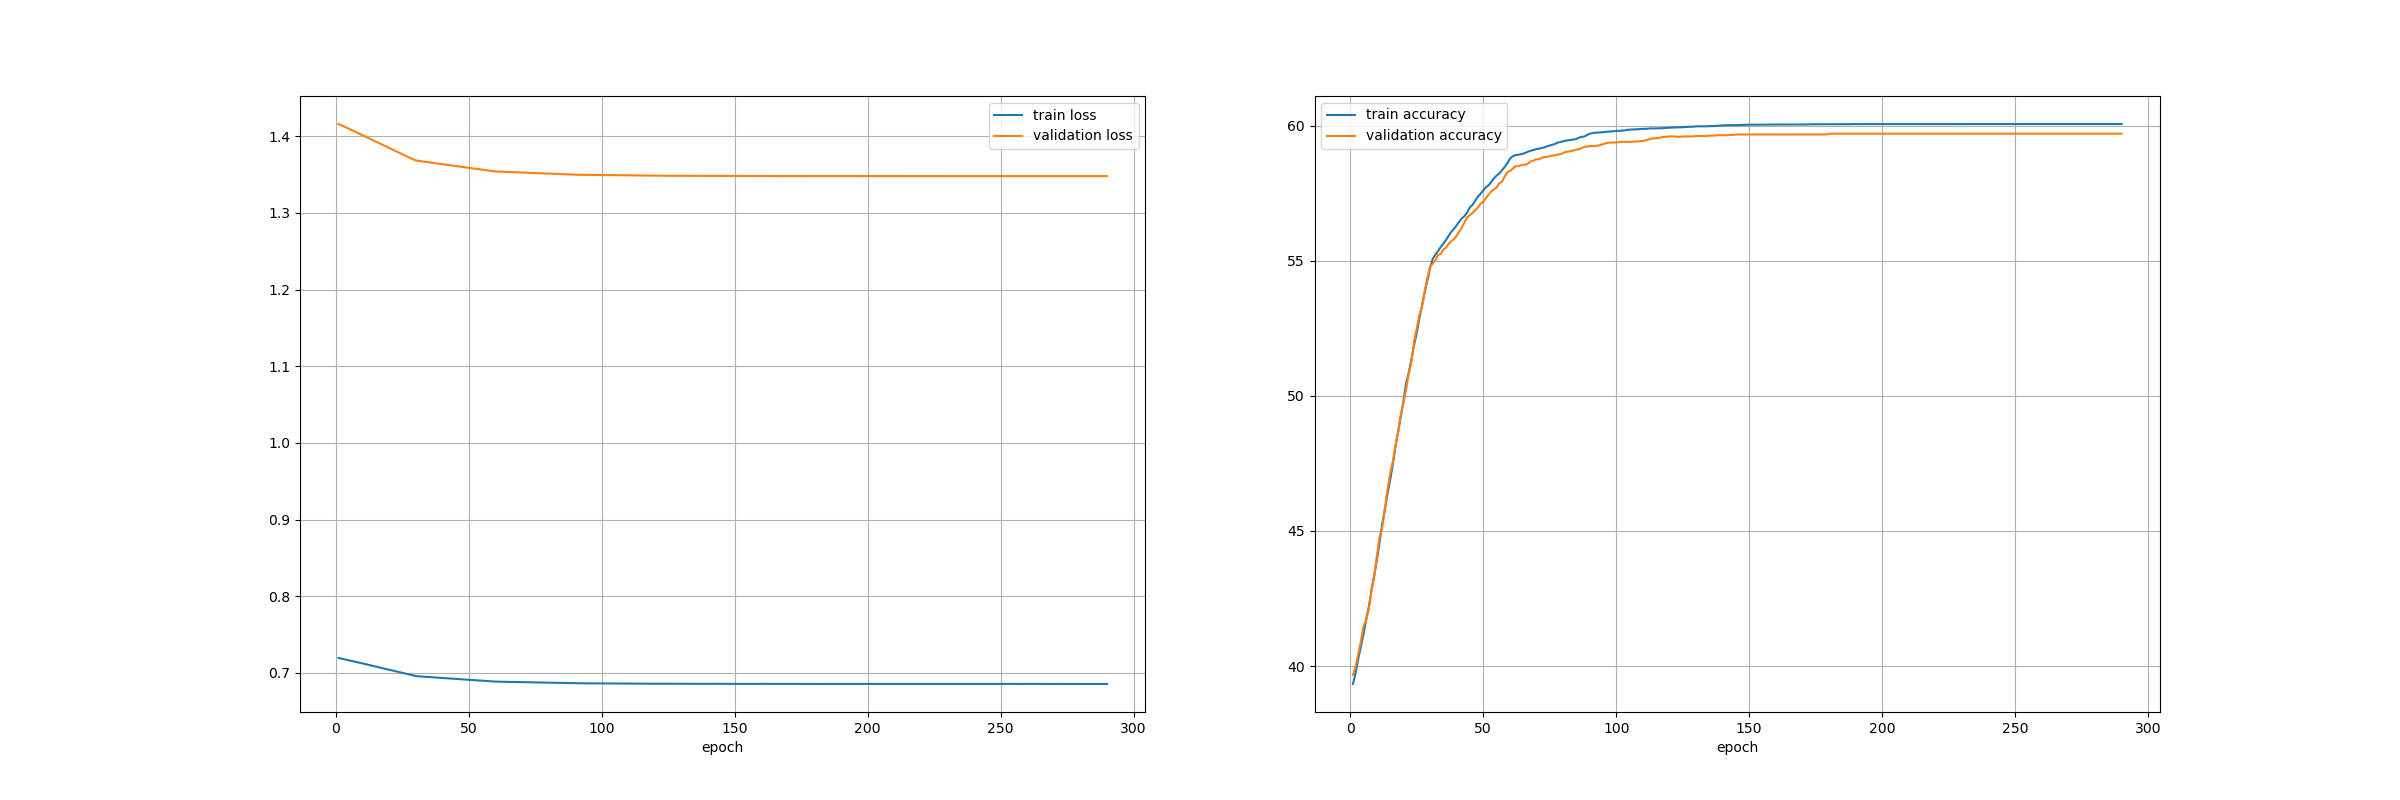 train loss
validation loss
1.4
1.3
1.2
1.1
1.0
0.9
0.8
0.7
0 50 100 150 200 250 300
epoch
train accuracy
validation accuracy
60
55
50
45
40
0 50 100 150 200 250 300
epoch